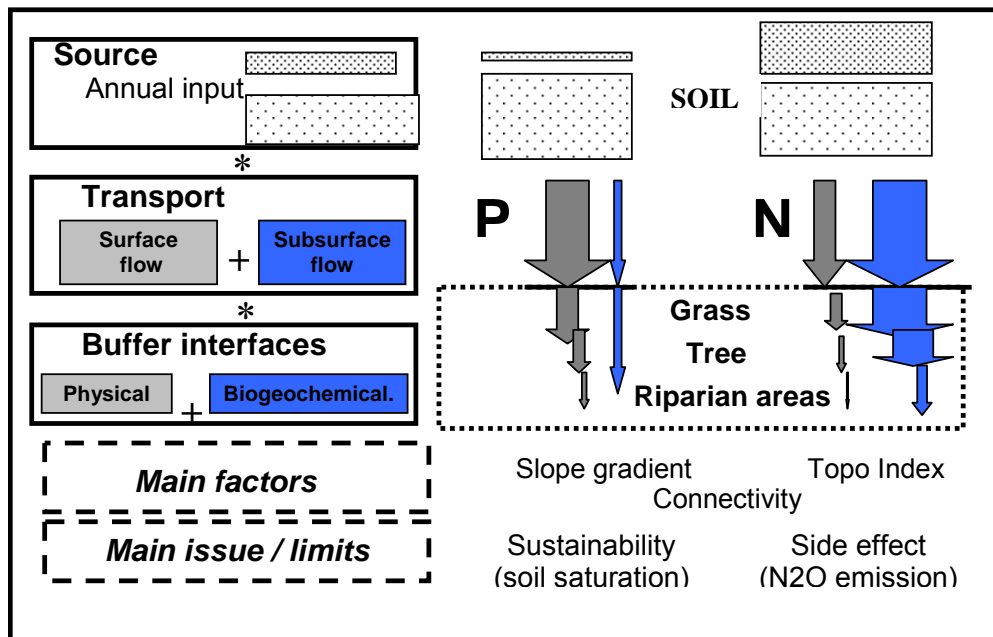 Source
Annual input
SOIL
*
Transport
Surface
flow
+
Subsurface
flow
P
N
*
Buffer interfaces
Physical
+
Biogeochemical.
Grass
Tree
Riparian areas
Main factors
Slope gradient
Topo Index
Connectivity
Main issue / limits
Sustainability
(soil saturation)
Side effect
(N2O emission)